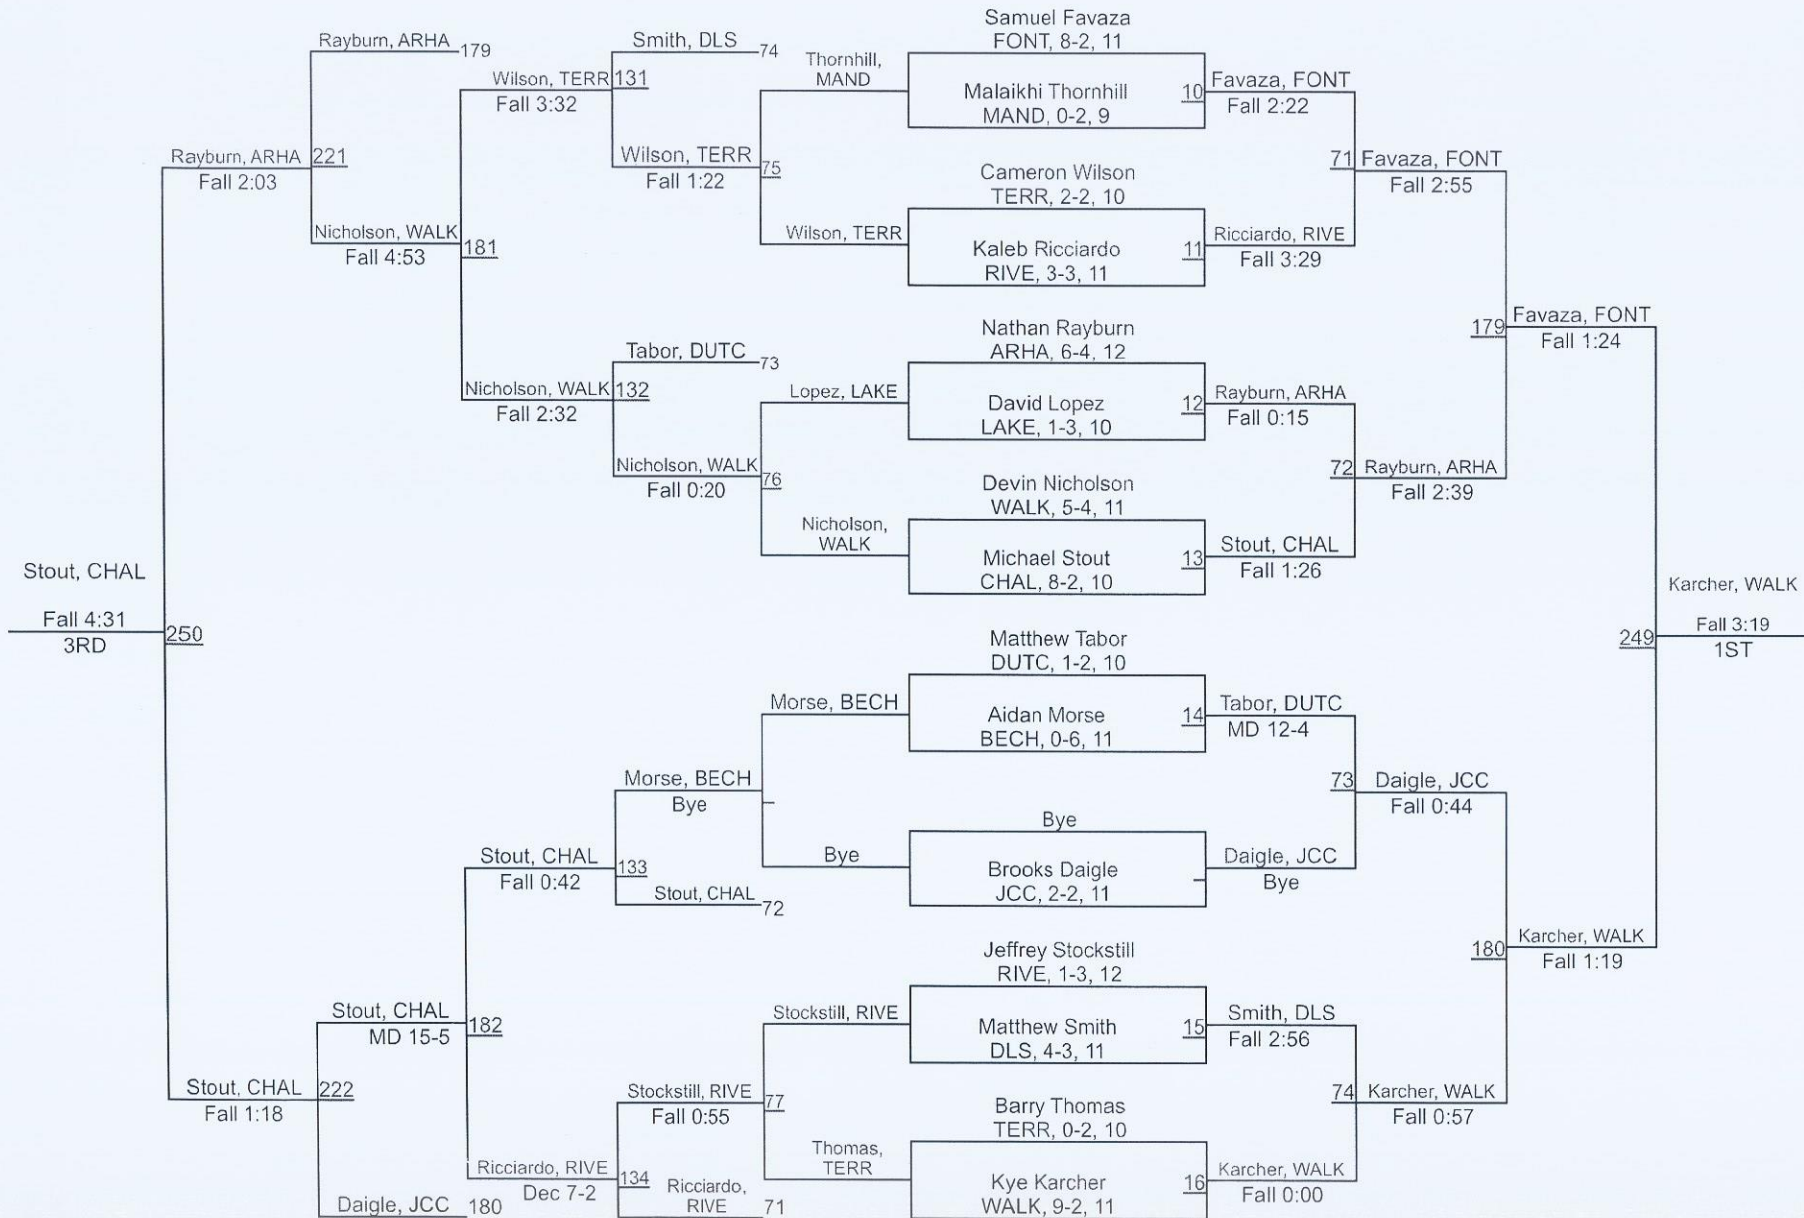 Samuel Favaza
FONT, 8-2, 11
Malaikhi Thornhill
MAND, 0-2, 9
10
Cameron Wilson
TERR, 2-2, 10
Kaleb Ricciardo
RIVE, 3-3, 11
11
Nathan Rayburn
ARHA, 6-4, 12
David Lopez
LAKE, 1-3, 10
12
Devin Nicholson
WALK, 5-4, 11
Michael Stout
CHAL, 8-2, 10
13
Matthew Tabor
DUTC, 1-2, 10
Aidan Morse
BECH, 0-6, 11
14
Bye
Brooks Daigle
JCC, 2-2, 11
Jeffrey Stockstill
RIVE, 1-3, 12
Matthew Smith
DLS, 4-3, 11
15
Barry Thomas
TERR, 0-2, 10
Kye Karcher
WALK, 9-2, 11
16
Favaza, FONT
Fall 2:22
Ricciardo, RIVE
Fall 3:29
Rayburn, ARHA
Fall 0:15
Stout, CHAL
Fall 1:26
Tabor, DUTC
MD 12-4
Daigle, JCC
Bye
Smith, DLS
Fall 2:56
Karcher, WALK
Fall 0:00
71
Favaza, FONT
Fall 2:55
72
Rayburn, ARHA
Fall 2:39
73
Daigle, JCC
Fall 0:44
74
Karcher, WALK
Fall 0:57
179
Favaza, FONT
Fall 1:24
180
Karcher, WALK
Fall 1:19
249
Karcher, WALK
Fall 3:19
1ST
Thornhill,
MAND
Wilson, TERR
Lopez, LAKE
Nicholson,
WALK
Morse, BECH
Bye
Stockstill, RIVE
Thomas,
TERR
Smith, DLS
74
Wilson, TERR
75
Fall 1:22
Tabor, DUTC
73
Nicholson, WALK
76
Fall 0:20
Morse, BECH
Bye
Stout, CHAL
72
Stockstill, RIVE
77
Fall 0:55
Ricciardo,
RIVE
71
Wilson, TERR
131
Fall 3:32
Nicholson, WALK
132
Fall 2:32
Stout, CHAL
133
Fall 0:42
Ricciardo, RIVE
134
Dec 7-2
Rayburn, ARHA
179
Nicholson, WALK
181
Fall 4:53
Stout, CHAL
182
MD 15-5
Daigle, JCC
180
Rayburn, ARHA
221
Fall 2:03
Stout, CHAL
222
Fall 1:18
Stout, CHAL
Fall 4:31
250
3RD